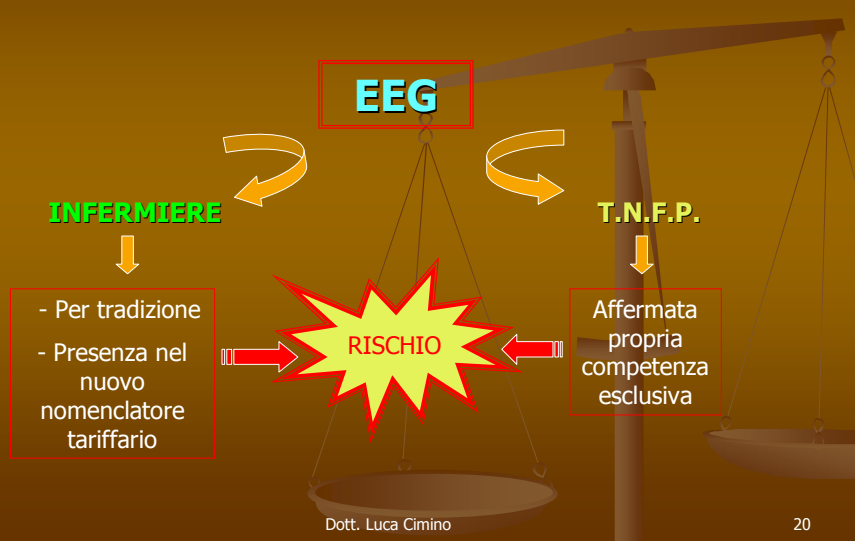 EEG
INFERMIERE
T.N.F.P.
- Per tradizione
- Presenza nel
nuovo
nomenclatore
tariffario
RISCHIO
Affermata
propria
competenza
esclusiva
Dott. Luca Cimino
20